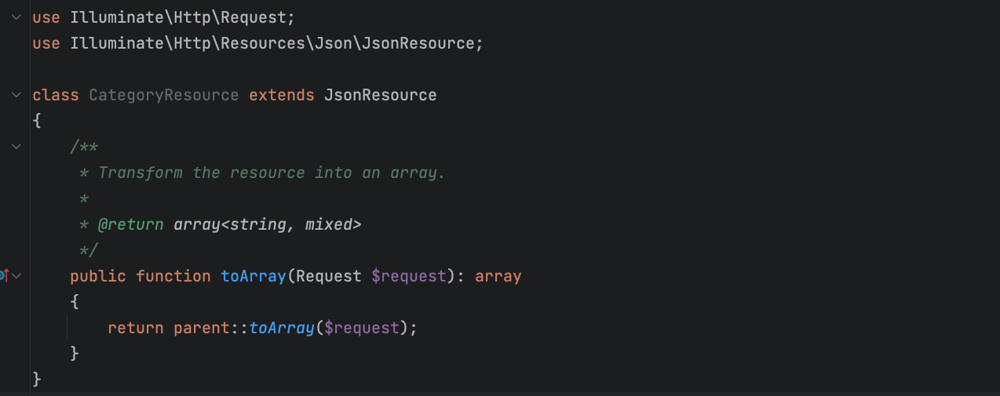 use Illuminate\Http\Request;
use Illuminate\Http\Resources\Json\JsonResource;
class CategoryResource extends JsonResource
{
/**
* Transform the resource into an array.
*
* @return array<string, mixed>
*/
public function toArray(Request $request): array
{
return parent::toArray($request);
}
}